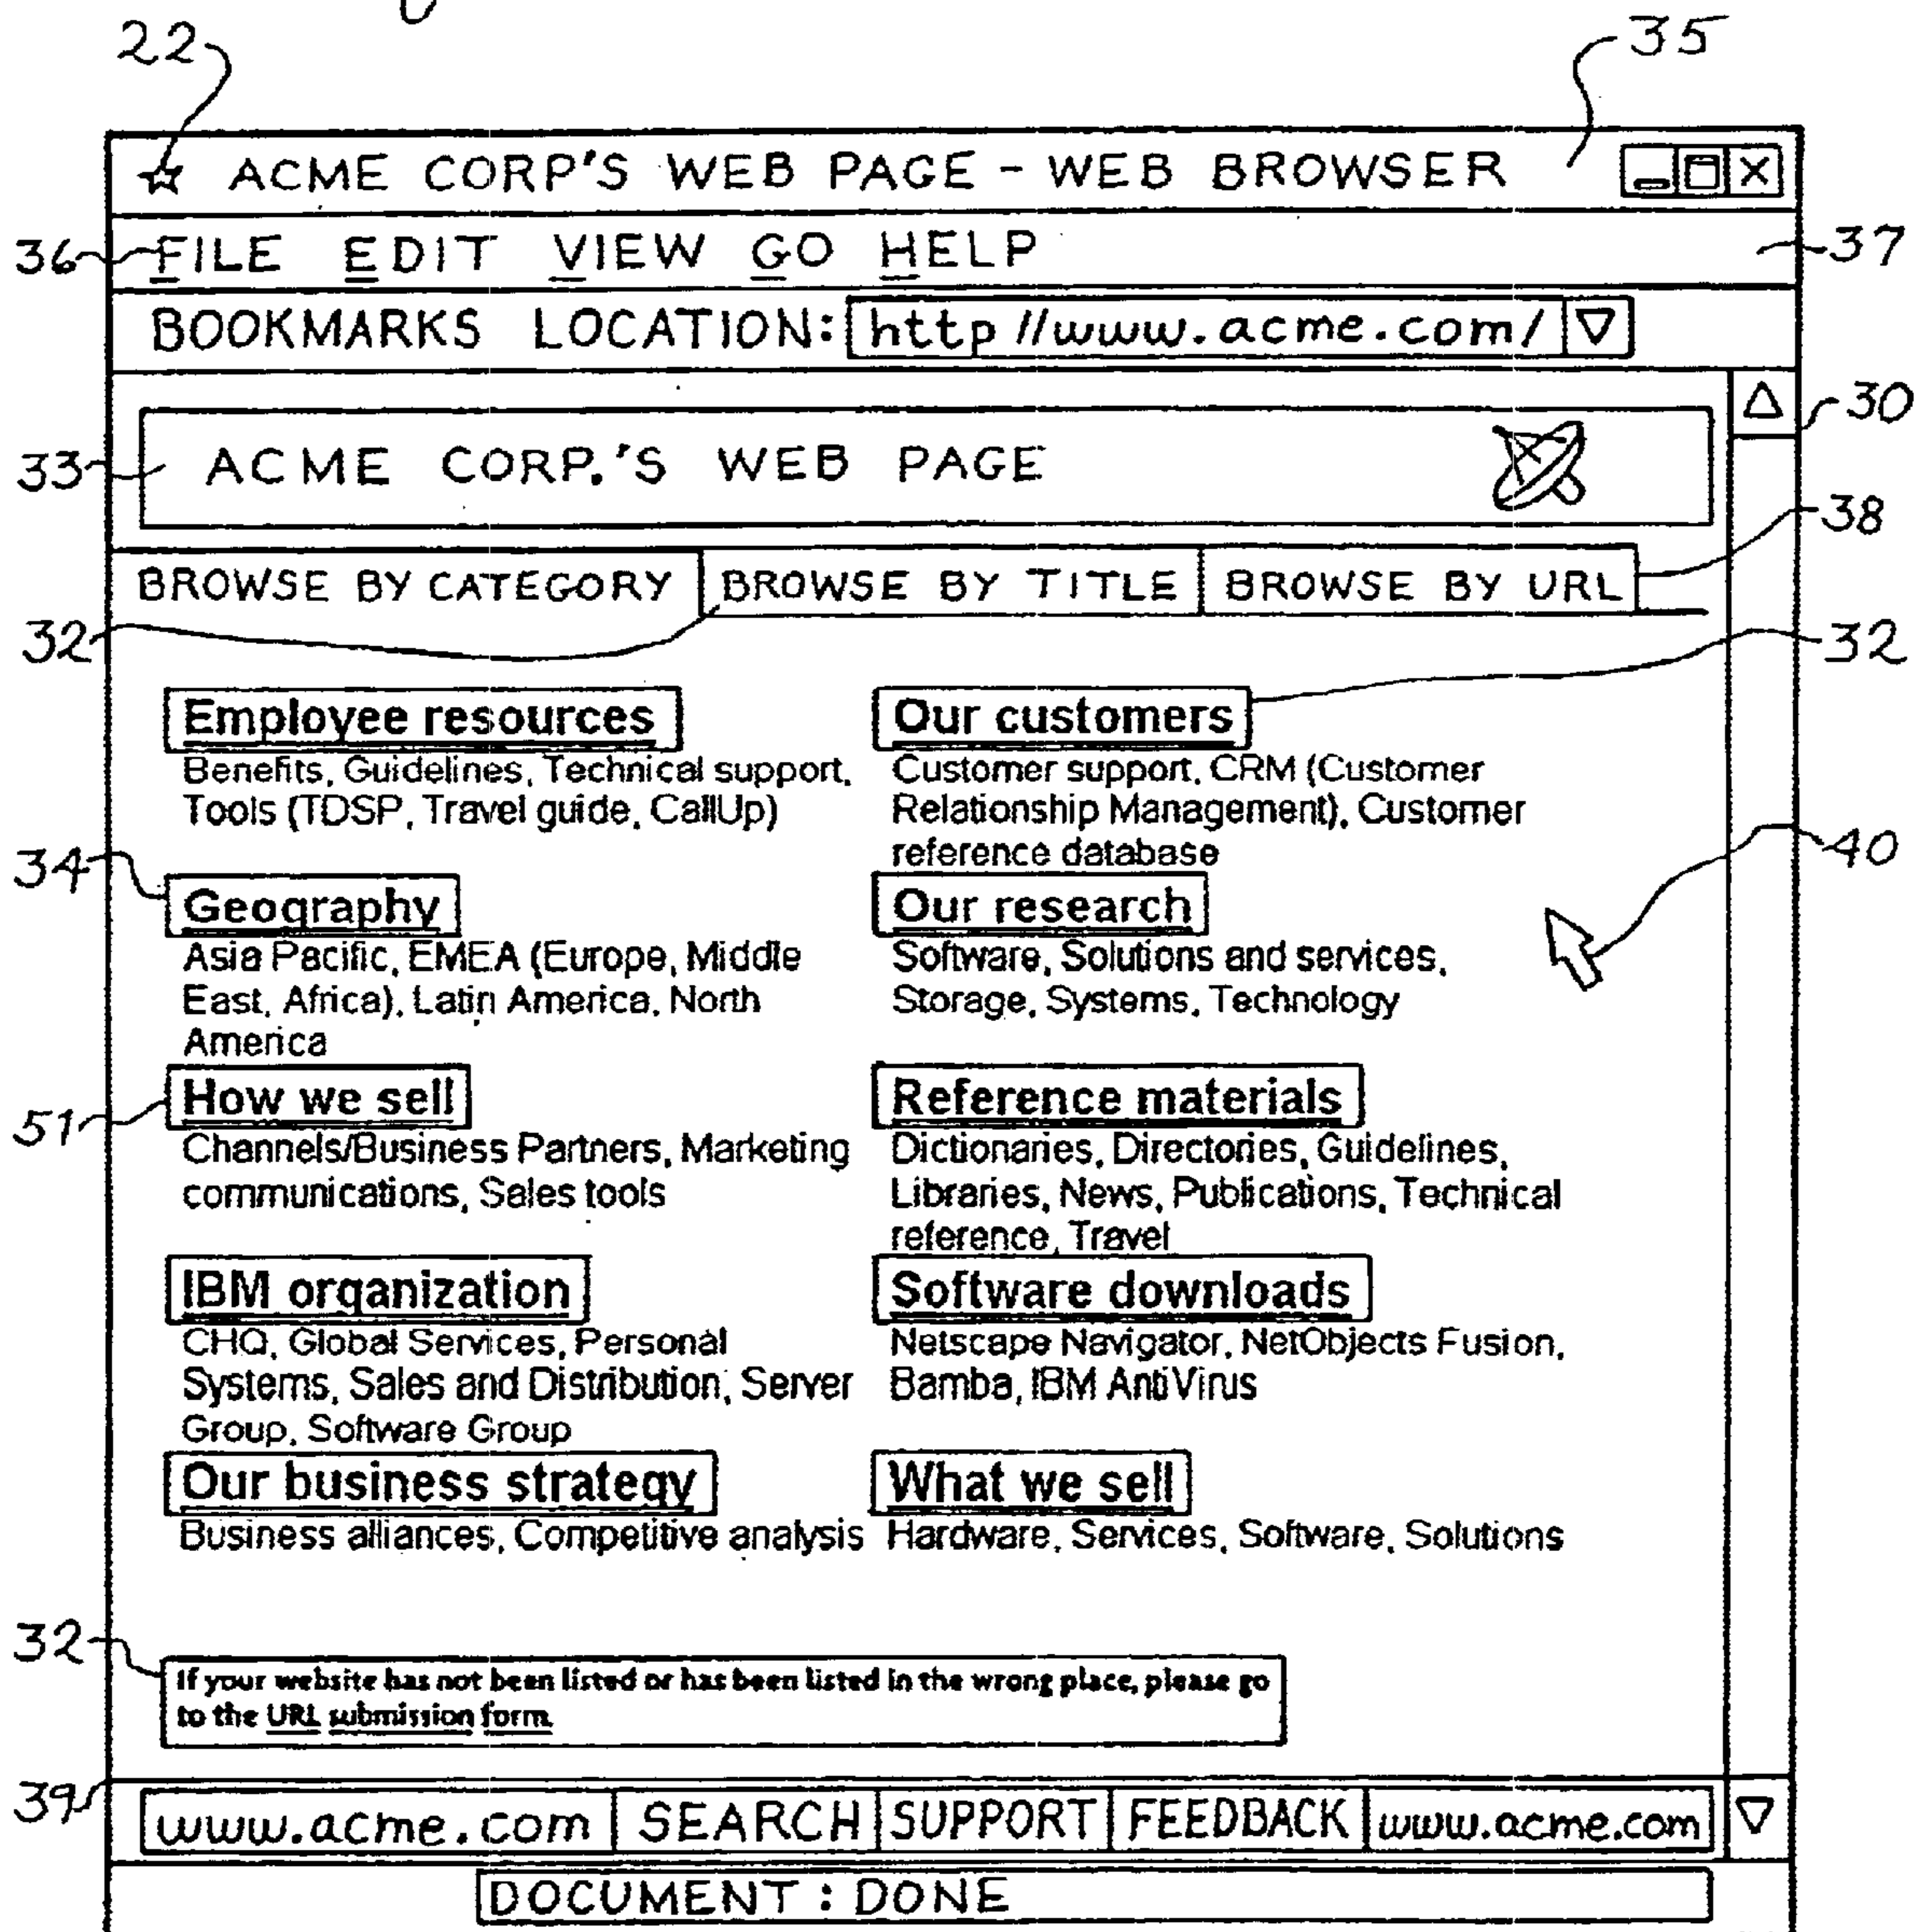 22
35
ACME CORP'S WEB PAGE - WEB BROWSER
36
FILE EDIT VIEW GO HELP
37
BOOKMARKS LOCATION: http //www.acme.com/
30
33
ACME CORP.'S WEB PAGE
38
BROWSE BY CATEGORY BROWSE BY TITLE BROWSE BY URL
32
32
Employee resources
Benefits, Guidelines, Technical support,
Tools (TDSP, Travel guide, CallUp)
Our customers
Customer support, CRM (Customer
Relationship Management), Customer
reference database
34
40
Geography
Asia Pacific, EMEA (Europe, Middle
East, Africa), Latin America, North
America
Our research
Software, Solutions and services,
Storage, Systems, Technology
51
How we sell
Channels/Business Partners, Marketing
communications, Sales tools
Reference materials
Dictionaries, Directories, Guidelines,
Libraries, News, Publications, Technical
reference, Travel
IBM organization
CHQ, Global Services, Personal
Systems, Sales and Distribution, Server
Group, Software Group
Software downloads
Netscape Navigator, NetObjects Fusion,
Bamba, IBM AntiVirus
Our business strategy
Business alliances, Competitive analysis
What we sell
Hardware, Services, Software, Solutions
32
If your website has not been listed or has been listed in the wrong place, please go
to the URL submission form.
39
www.acme.com SEARCH SUPPORT FEEDBACK www.acme.com
DOCUMENT : DONE